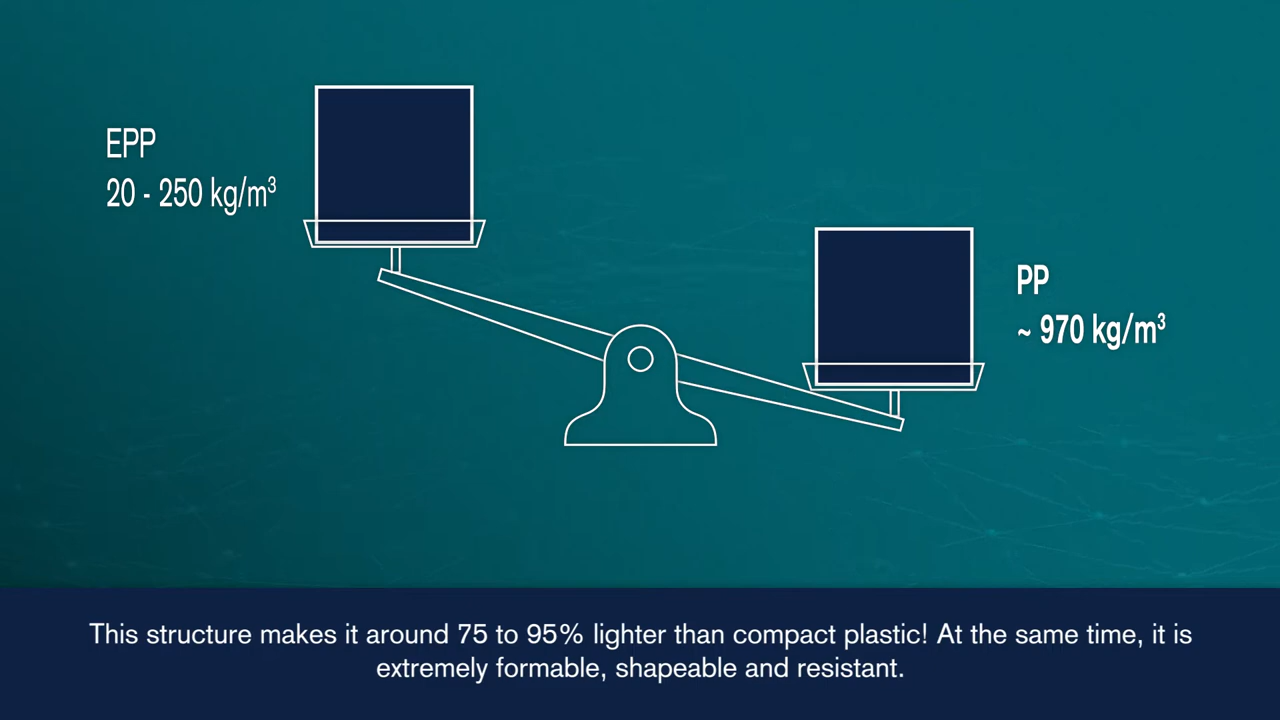 EPP
20 - 250 kg/m³
PP
~ 970 kg/m³
This structure makes it around 75 to 95% lighter than compact plastic! At the same time, it is
extremely formable, shapeable and resistant.